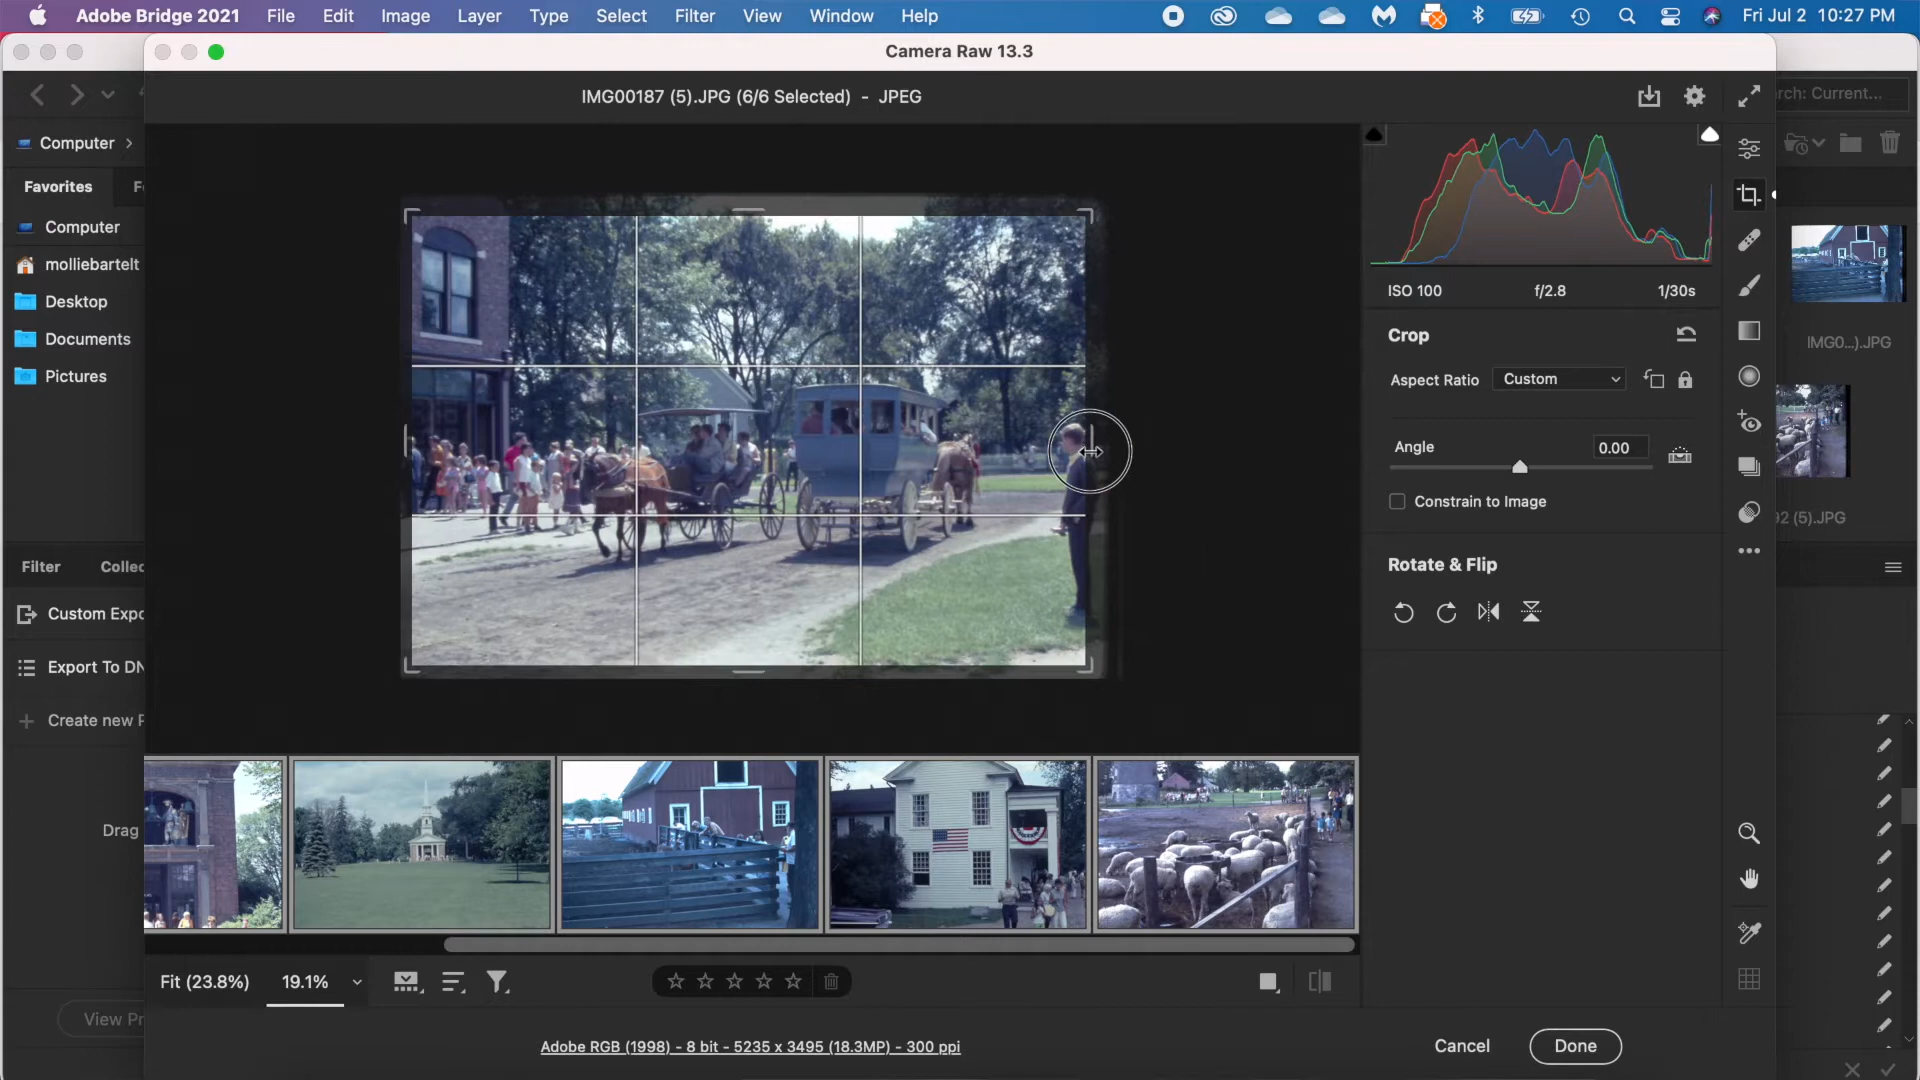 Adobe Bridge 2021 File Edit Image Layer Type Select Filter View Window Help Fri Jul 2 10:27 PM
Camera Raw 13.3
IMG00187 (5).JPG (6/6 Selected) - JPEG
rch: Current...
Computer
Favorites
Computer
molliebartelt
Desktop
Documents
Pictures
ISO 100 f/2.8 1/30s
Crop
Aspect Ratio Custom
Angle 0.00
Constrain to Image
Rotate & Flip
IMG0...).JPG
92 (5).JPG
Filter Collec
Custom Expo
Export To DN
Create new P
Drag
View Pr
Fit (23.8%) 19.1%
Adobe RGB (1998) - 8 bit - 5235 x 3495 (18.3MP) - 300 ppi
Cancel Done